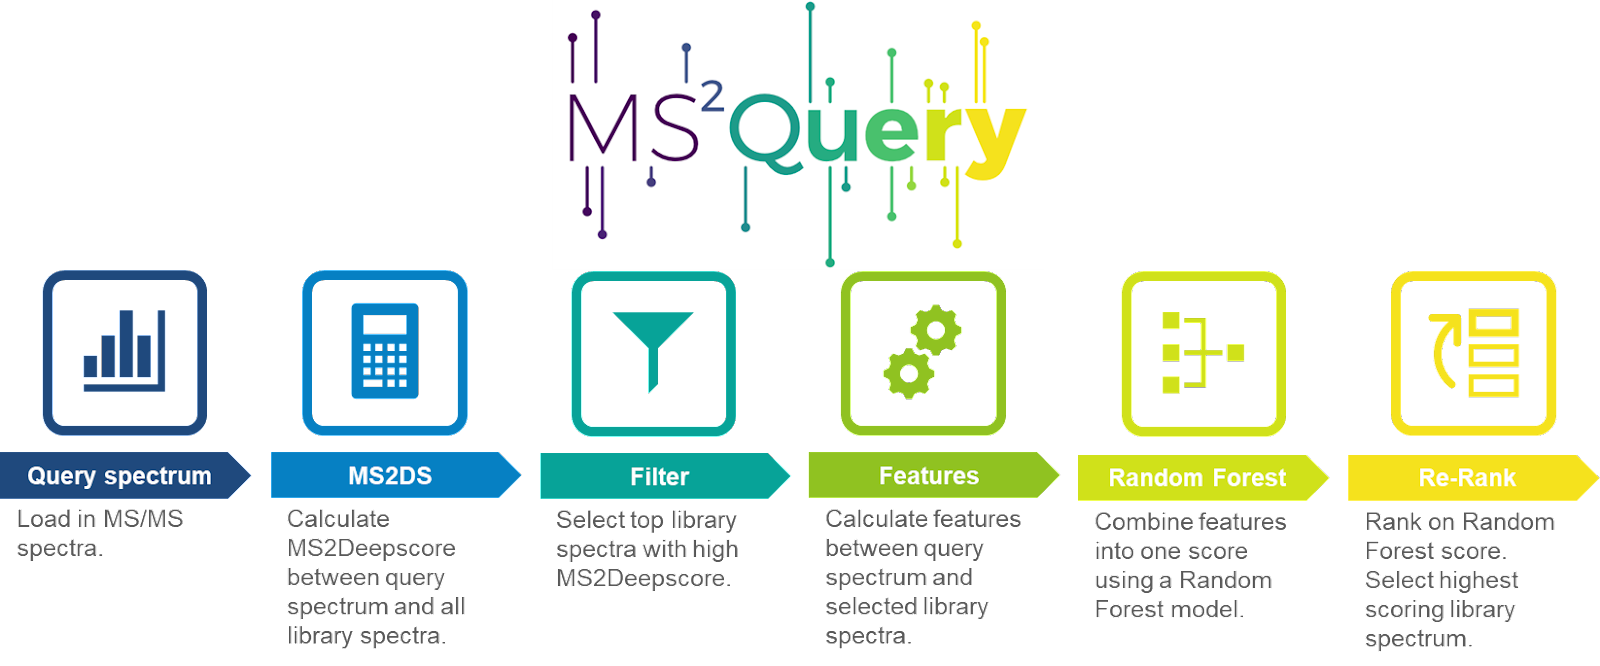 MS²Query
Query spectrum
Load in MS/MS
spectra.
MS2DS
Calculate
MS2Deepscore
between query
spectrum and all
library spectra.
Filter
Select top library
spectra with high
MS2Deepscore.
Features
Calculate features
between query
spectrum and
selected library
spectra.
Random Forest
Combine features
into one score
using a Random
Forest model.
Re-Rank
Rank on Random
Forest score.
Select highest
scoring library
spectrum.